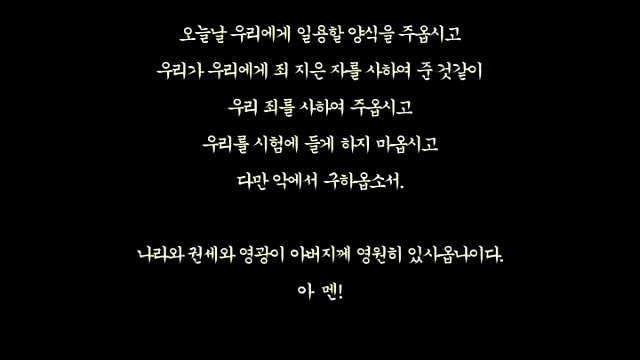 오늘날 우리에게 일용할 양식을 주옵시고
우리가 우리에게 죄 지은 자를 사하여 준 것같이
우리 죄를 사하여 주옵시고
우리를 시험에 들게 하지 마옵시고
다만 악에서 구하옵소서.
나라와 권세와 영광이 아버지께 영원히 있사옵나이다.
아 멘!